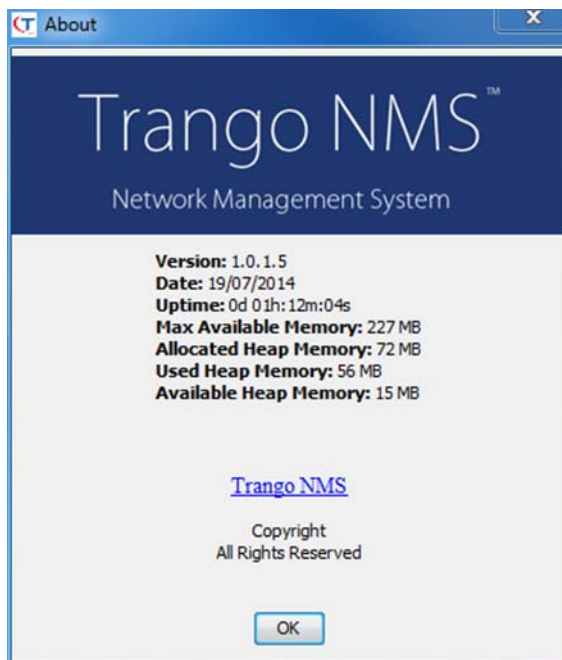 About
X
Trango NMS™
Network Management System
Version: 1.0.1.5
Date: 19/07/2014
Uptime: 0d 01h:12m:04s
Max Available Memory: 227 MB
Allocated Heap Memory: 72 MB
Used Heap Memory: 56 MB
Available Heap Memory: 15 MB
Trango NMS
Copyright
All Rights Reserved
OK